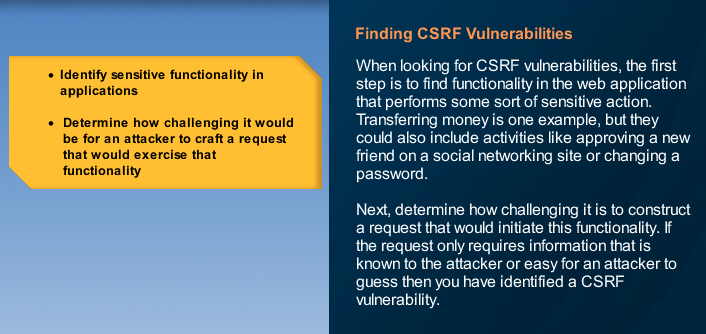 • Identify sensitive functionality in
applications
• Determine how challenging it would
be for an attacker to craft a request
that would exercise that
functionality
Finding CSRF Vulnerabilities
When looking for CSRF vulnerabilities, the first
step is to find functionality in the web application
that performs some sort of sensitive action.
Transferring money is one example, but they
could also include activities like approving a new
friend on a social networking site or changing a
password.
Next, determine how challenging it is to construct
a request that would initiate this functionality. If
the request only requires information that is
known to the attacker or easy for an attacker to
guess then you have identified a CSRF
vulnerability.